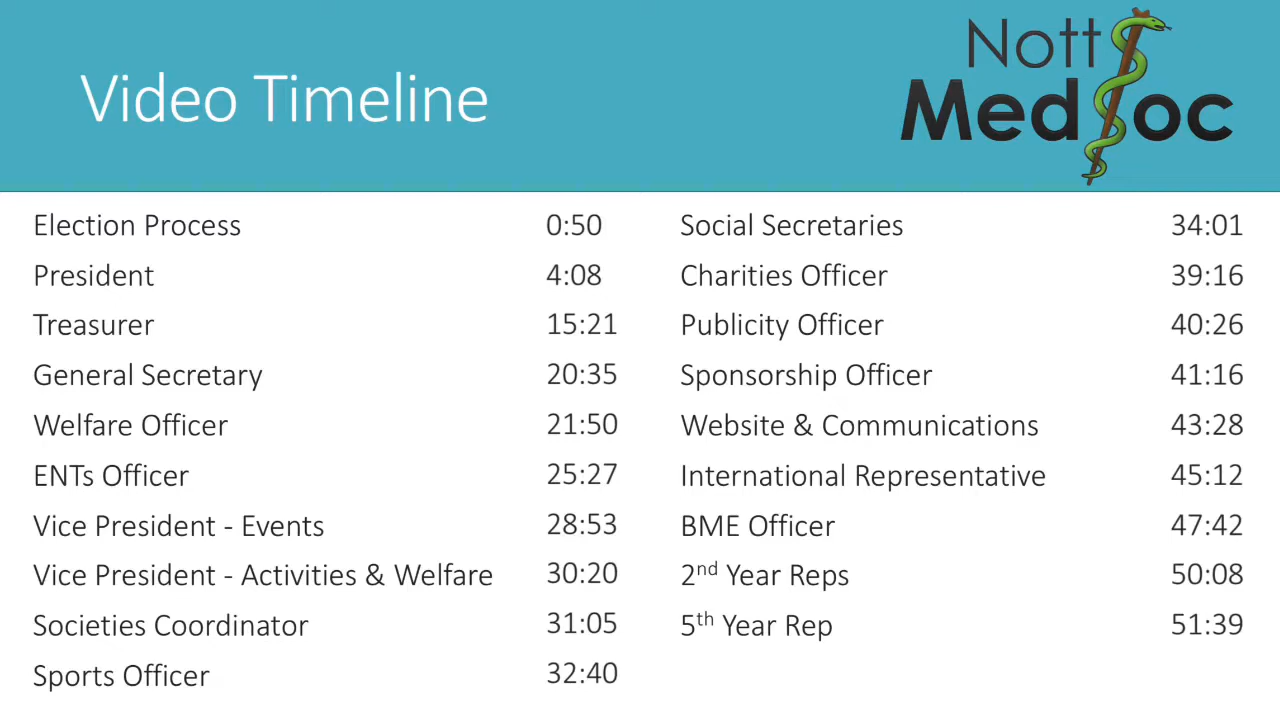 Video Timeline
Nott
Med oc
Election Process 0:50
President 4:08
Treasurer 15:21
General Secretary 20:35
Welfare Officer 21:50
ENTs Officer 25:27
Vice President - Events 28:53
Vice President - Activities & Welfare 30:20
Societies Coordinator 31:05
Sports Officer 32:40
Social Secretaries 34:01
Charities Officer 39:16
Publicity Officer 40:26
Sponsorship Officer 41:16
Website & Communications 43:28
International Representative 45:12
BME Officer 47:42
2nd Year Reps 50:08
5th Year Rep 51:39